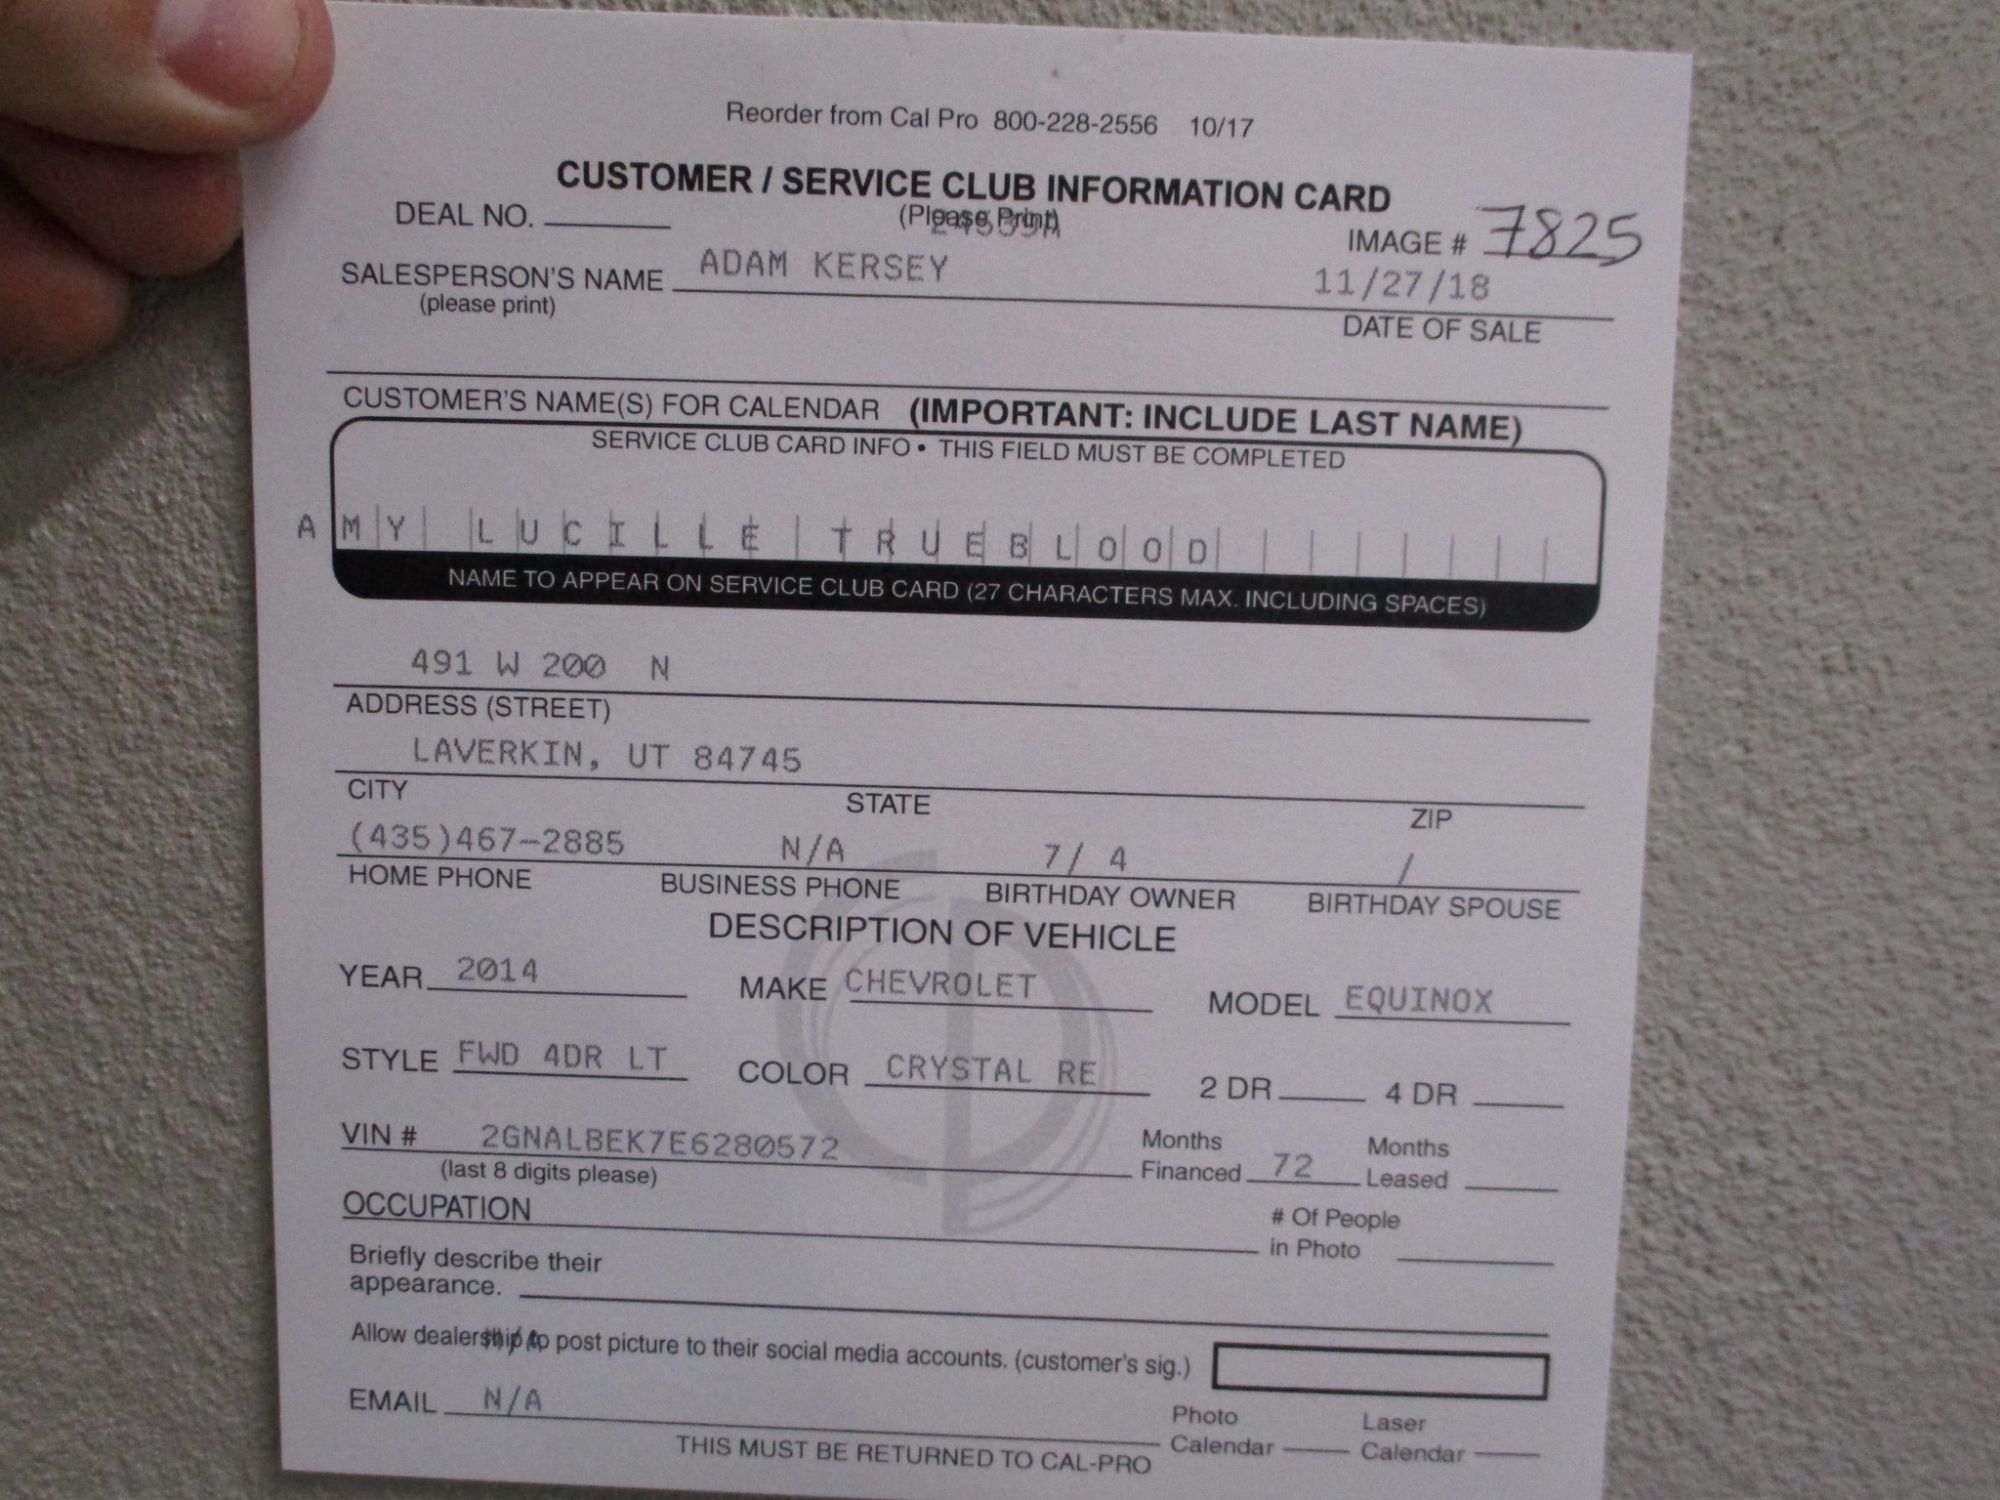 Reorder from Cal Pro 800-228-2556 10/17
CUSTOMER / SERVICE CLUB INFORMATION CARD
DEAL NO. (Please Print) IMAGE # 7825
SALESPERSON'S NAME ADAM KERSEY 11/27/18
(please print) DATE OF SALE
CUSTOMER'S NAME(S) FOR CALENDAR (IMPORTANT: INCLUDE LAST NAME)
SERVICE CLUB CARD INFO • THIS FIELD MUST BE COMPLETED
AMY LUCILLE TRUEBLOOD
NAME TO APPEAR ON SERVICE CLUB CARD (27 CHARACTERS MAX. INCLUDING SPACES)
491 W 200 N
ADDRESS (STREET)
LAVERKIN, UT 84745
CITY STATE ZIP
(435)467-2885 N/A 7/ 4 /
HOME PHONE BUSINESS PHONE BIRTHDAY OWNER BIRTHDAY SPOUSE
DESCRIPTION OF VEHICLE
YEAR 2014 MAKE CHEVROLET MODEL EQUINOX
STYLE FWD 4DR LT COLOR CRYSTAL RE 2 DR 4 DR
VIN # 2GNALBEK7E6280572 Months Financed 72 Months Leased
(last 8 digits please)
OCCUPATION # Of People in Photo
Briefly describe their
appearance.
Allow dealership to post picture to their social media accounts. (customer's sig.)
EMAIL N/A Photo Calendar Laser Calendar
THIS MUST BE RETURNED TO CAL-PRO